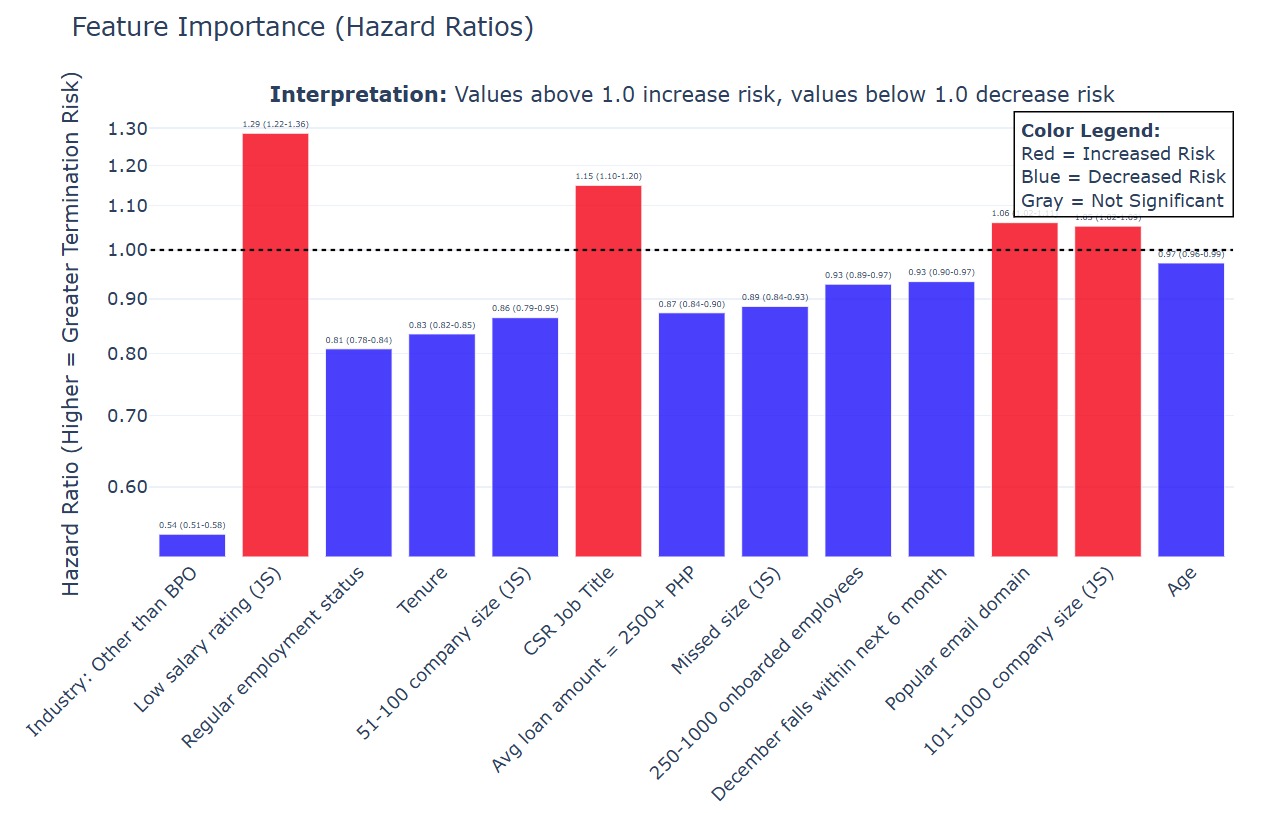 Feature Importance (Hazard Ratios)
Interpretation: Values above 1.0 increase risk, values below 1.0 decrease risk
Hazard Ratio (Higher = Greater Termination Risk)
1.30
1.20
1.10
1.00
0.90
0.80
0.70
0.60
Color Legend:
Red = Increased Risk
Blue = Decreased Risk
Gray = Not Significant
0.54 (0.51-0.58)
1.29 (1.22-1.36)
0.81 (0.78-0.84)
0.83 (0.82-0.85)
0.86 (0.79-0.95)
1.15 (1.10-1.20)
0.87 (0.84-0.90)
0.89 (0.84-0.93)
0.93 (0.89-0.97)
0.93 (0.90-0.97)
1.06
0.97 (0.96-0.99)
Industry: Other than BPO
Low salary rating (JS)
Regular employment status
Tenure
51-100 company size (JS)
CSR Job Title
Avg loan amount = 2500+ PHP
Missed size (JS)
250-1000 onboarded employees
December falls within next 6 month
Popular email domain
101-1000 company size (JS)
Age